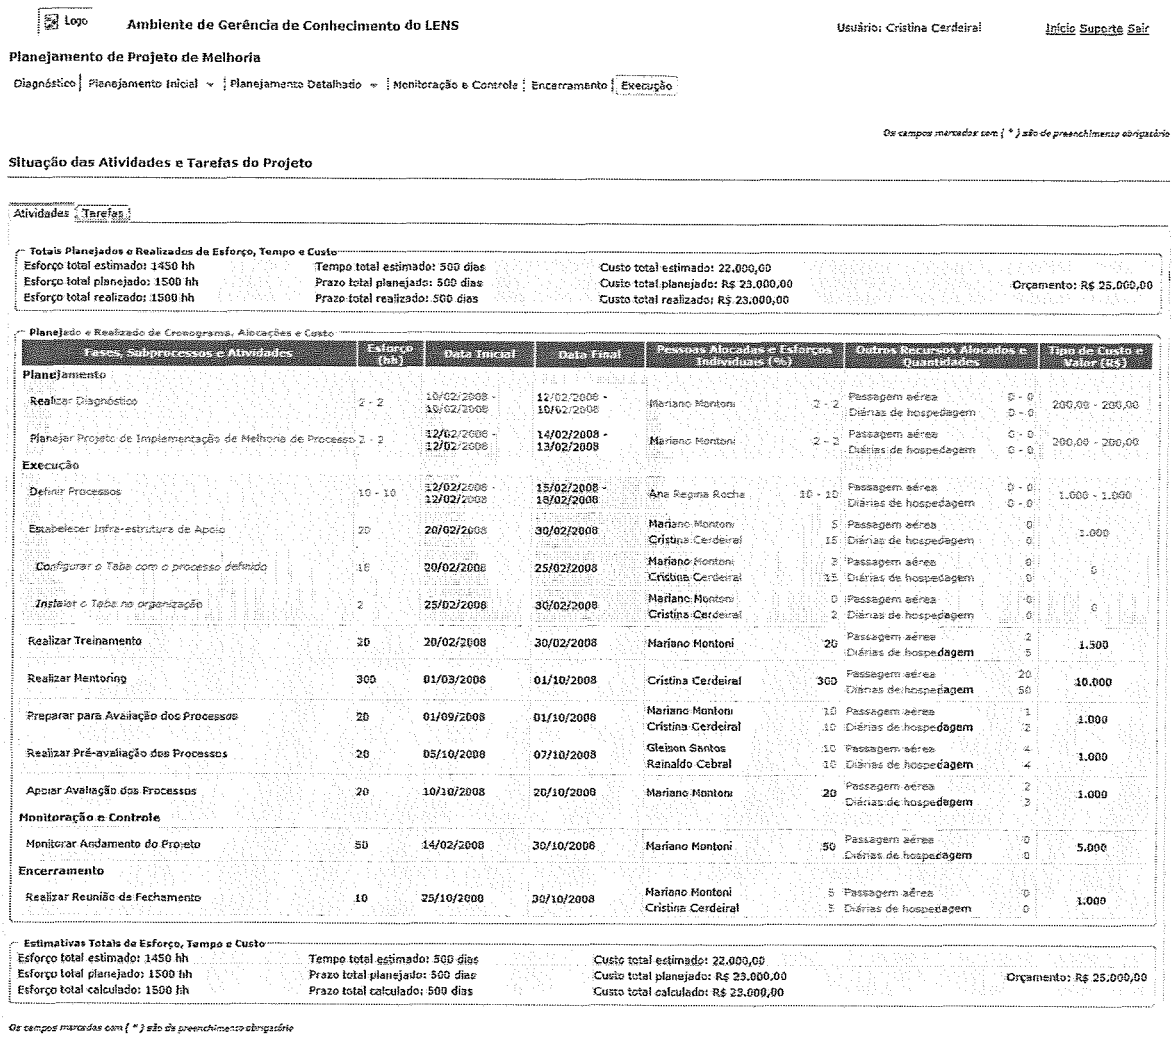 Logo Ambiente de Gerência de Conhecimento do LENS Usuário: Cristina Cerdeiral Início Suporte Sair
Planejamento de Projeto de Melhoria
Diagnóstico Planejamento Inicial Planejamento Detalhado Monitoração e Controle Encerramento Execução
Os campos marcados com ( * ) são de preenchimento obrigatório
Situação das Atividades e Tarefas do Projeto
Atividades Tarefas
Totais Planejados e Realizados de Esforço, Tempo e Custo
Esforço total estimado: 1450 hh Tempo total estimado: 500 dias Custo total estimado: 22.000,00
Esforço total planejado: 1500 hh Prazo total planejado: 500 dias Custo total planejado: R$ 23.000,00 Orçamento: R$ 25.000,00
Esforço total realizado: 1500 hh Prazo total realizado: 500 dias Custo total realizado: R$ 23.000,00
Planejado e Realizado de Cronograma, Alocações e Custo
Fases, Subprocessos e Atividades Esforço (hh) Data Inicial Data Final Pessoas Alocadas e Esforços Individuais (%) Outros Recursos Alocados e Quantidades Tipo de Custo e Valor (R$)
Planejamento
Realizar Diagnóstico 2 - 2 10/02/2008 - 10/02/2008 12/02/2008 - 10/02/2008 Mariano Montoni 2 - 2 Passagem aérea 0 - 0 Diárias de hospedagem 0 - 0 200,00 - 200,00
Planejar Projeto de Implementação de Melhoria de Processo 2 - 2 12/02/2008 - 12/02/2008 14/02/2008 - 13/02/2008 Mariano Montoni 2 - 2 Passagem aérea 0 - 0 Diárias de hospedagem 0 - 0 200,00 - 200,00
Execução
Definir Processos 10 - 10 12/02/2008 - 12/02/2008 15/02/2008 - 18/02/2008 Ana Regina Rocha 10 - 10 Passagem aérea 0 - 0 Diárias de hospedagem 0 - 0 1.000 - 1.000
Estabelecer Infra-estrutura de Apoio 20 20/02/2008 30/02/2008 Mariano Montoni 5 Cristina Cerdeiral 15 Passagem aérea 0 Diárias de hospedagem 0 1.000
Configurar o Taba com o processo definido 18 20/02/2008 25/02/2008 Mariano Montoni 3 Cristina Cerdeiral 15 Passagem aérea 0 Diárias de hospedagem 0 0
Instalar o Taba na organização 2 25/02/2008 30/02/2008 Mariano Montoni 0 Cristina Cerdeiral 2 Passagem aérea 0 Diárias de hospedagem 0 0
Realizar Treinamento 20 20/02/2008 30/02/2008 Mariano Montoni 20 Passagem aérea 2 Diárias de hospedagem 5 1.500
Realizar Mentoring 300 01/03/2008 01/10/2008 Cristina Cerdeiral 300 Passagem aérea 20 Diárias de hospedagem 50 10.000
Preparar para Avaliação dos Processos 20 01/09/2008 01/10/2008 Mariano Montoni 10 Cristina Cerdeiral 10 Passagem aérea 1 Diárias de hospedagem 2 1.000
Realizar Pré-avaliação dos Processos 20 05/10/2008 07/10/2008 Gleison Santos 10 Reinaldo Cabral 10 Passagem aérea 4 Diárias de hospedagem 4 1.000
Apoiar Avaliação dos Processos 20 10/10/2008 20/10/2008 Mariano Montoni 20 Passagem aérea 2 Diárias de hospedagem 3 1.000
Monitoração e Controle
Monitorar Andamento do Projeto 50 14/02/2008 30/10/2008 Mariano Montoni 50 Passagem aérea 0 Diárias de hospedagem 0 5.000
Encerramento
Realizar Reunião de Fechamento 10 25/10/2008 30/10/2008 Mariano Montoni 5 Cristina Cerdeiral 5 Passagem aérea 0 Diárias de hospedagem 0 1.000
Estimativas Totais de Esforço, Tempo e Custo
Esforço total estimado: 1450 hh Tempo total estimado: 500 dias Custo total estimado: 22.000,00
Esforço total planejado: 1500 hh Prazo total planejado: 500 dias Custo total planejado: R$ 23.000,00 Orçamento: R$ 25.000,00
Esforço total calculado: 1500 hh Prazo total calculado: 500 dias Custo total calculado: R$ 23.000,00
Os campos marcados com ( * ) são de preenchimento obrigatório